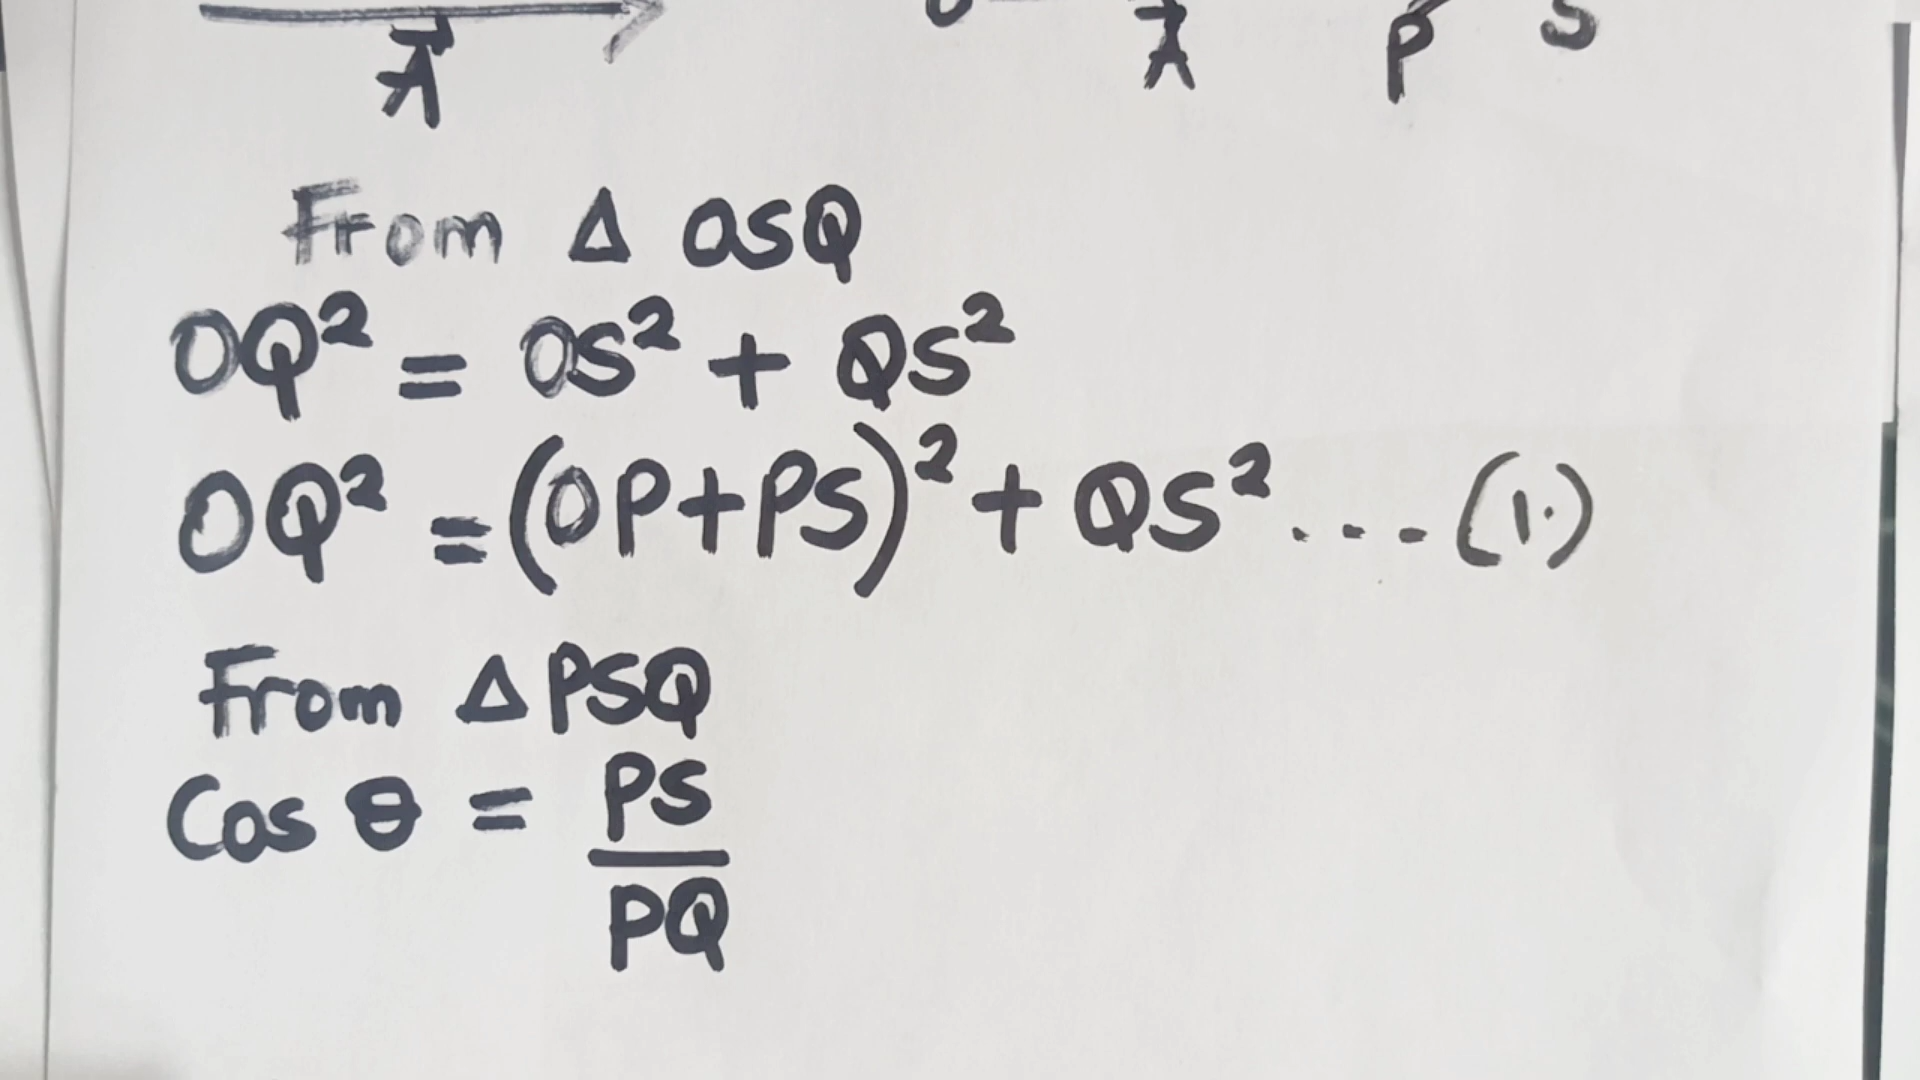 A⃗ O A⃗ P S
From Δ OSQ
OQ² = OS² + QS²
OQ² = (OP+PS)² + QS² .... (1.)
From Δ PSQ
Cos θ = PS
PQ